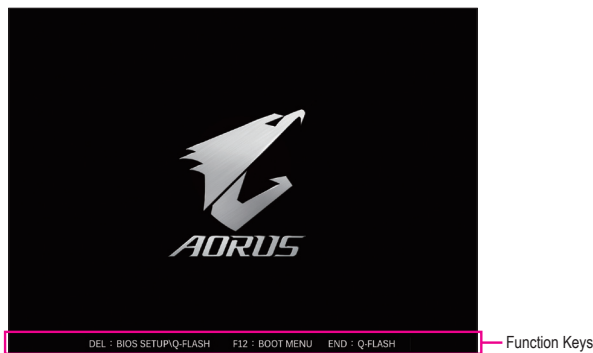 AORUS
DEL : BIOS SETUP\Q-FLASH F12 : BOOT MENU END : Q-FLASH
Function Keys